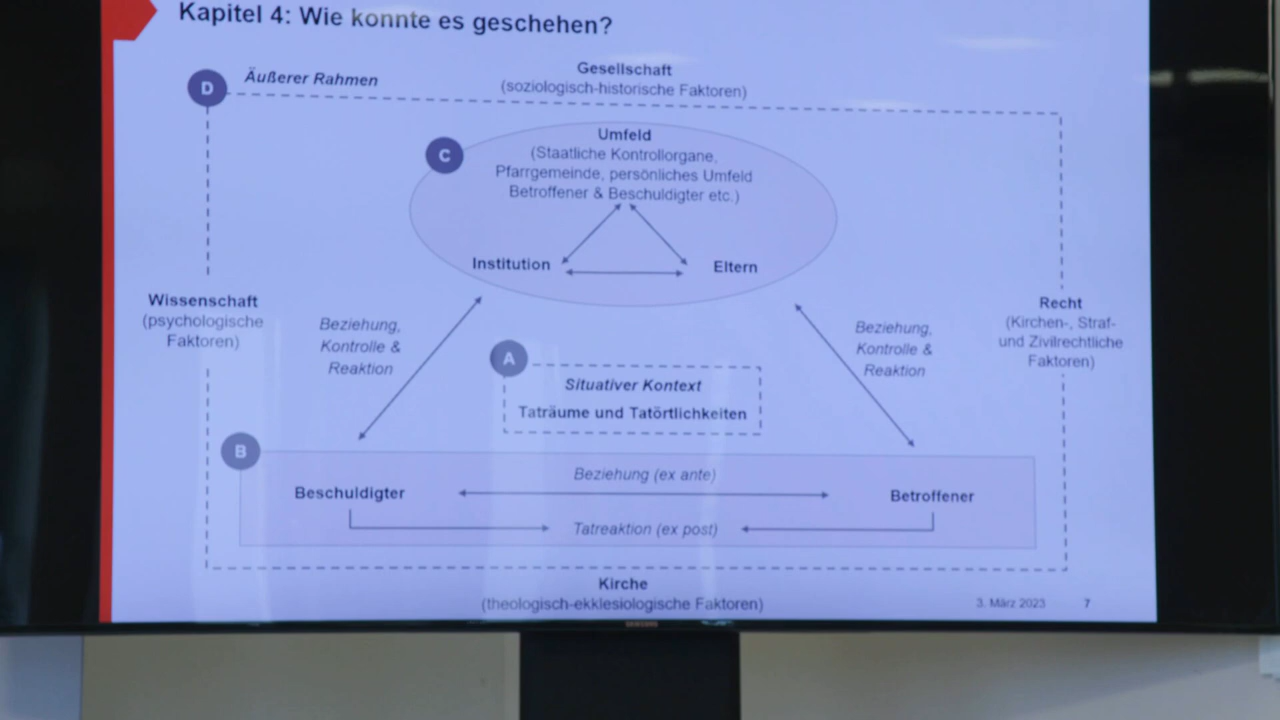 Kapitel 4: Wie konnte es geschehen?
D
Äußerer Rahmen
Gesellschaft
(soziologisch-historische Faktoren)
C
Umfeld
(Staatliche Kontrollorgane,
Pfarrgemeinde, persönliches Umfeld
Betroffener & Beschuldigter etc.)
Institution
Eltern
Wissenschaft
(psychologische
Faktoren)
Beziehung,
Kontrolle &
Reaktion
Beziehung,
Kontrolle &
Reaktion
Recht
(Kirchen-, Straf-
und Zivilrechtliche
Faktoren)
A
Situativer Kontext
Taträume und Tatörtlichkeiten
B
Beschuldigter
Beziehung (ex ante)
Betroffener
Tatreaktion (ex post)
Kirche
(theologisch-ekklesiologische Faktoren)
3. März 2023 7